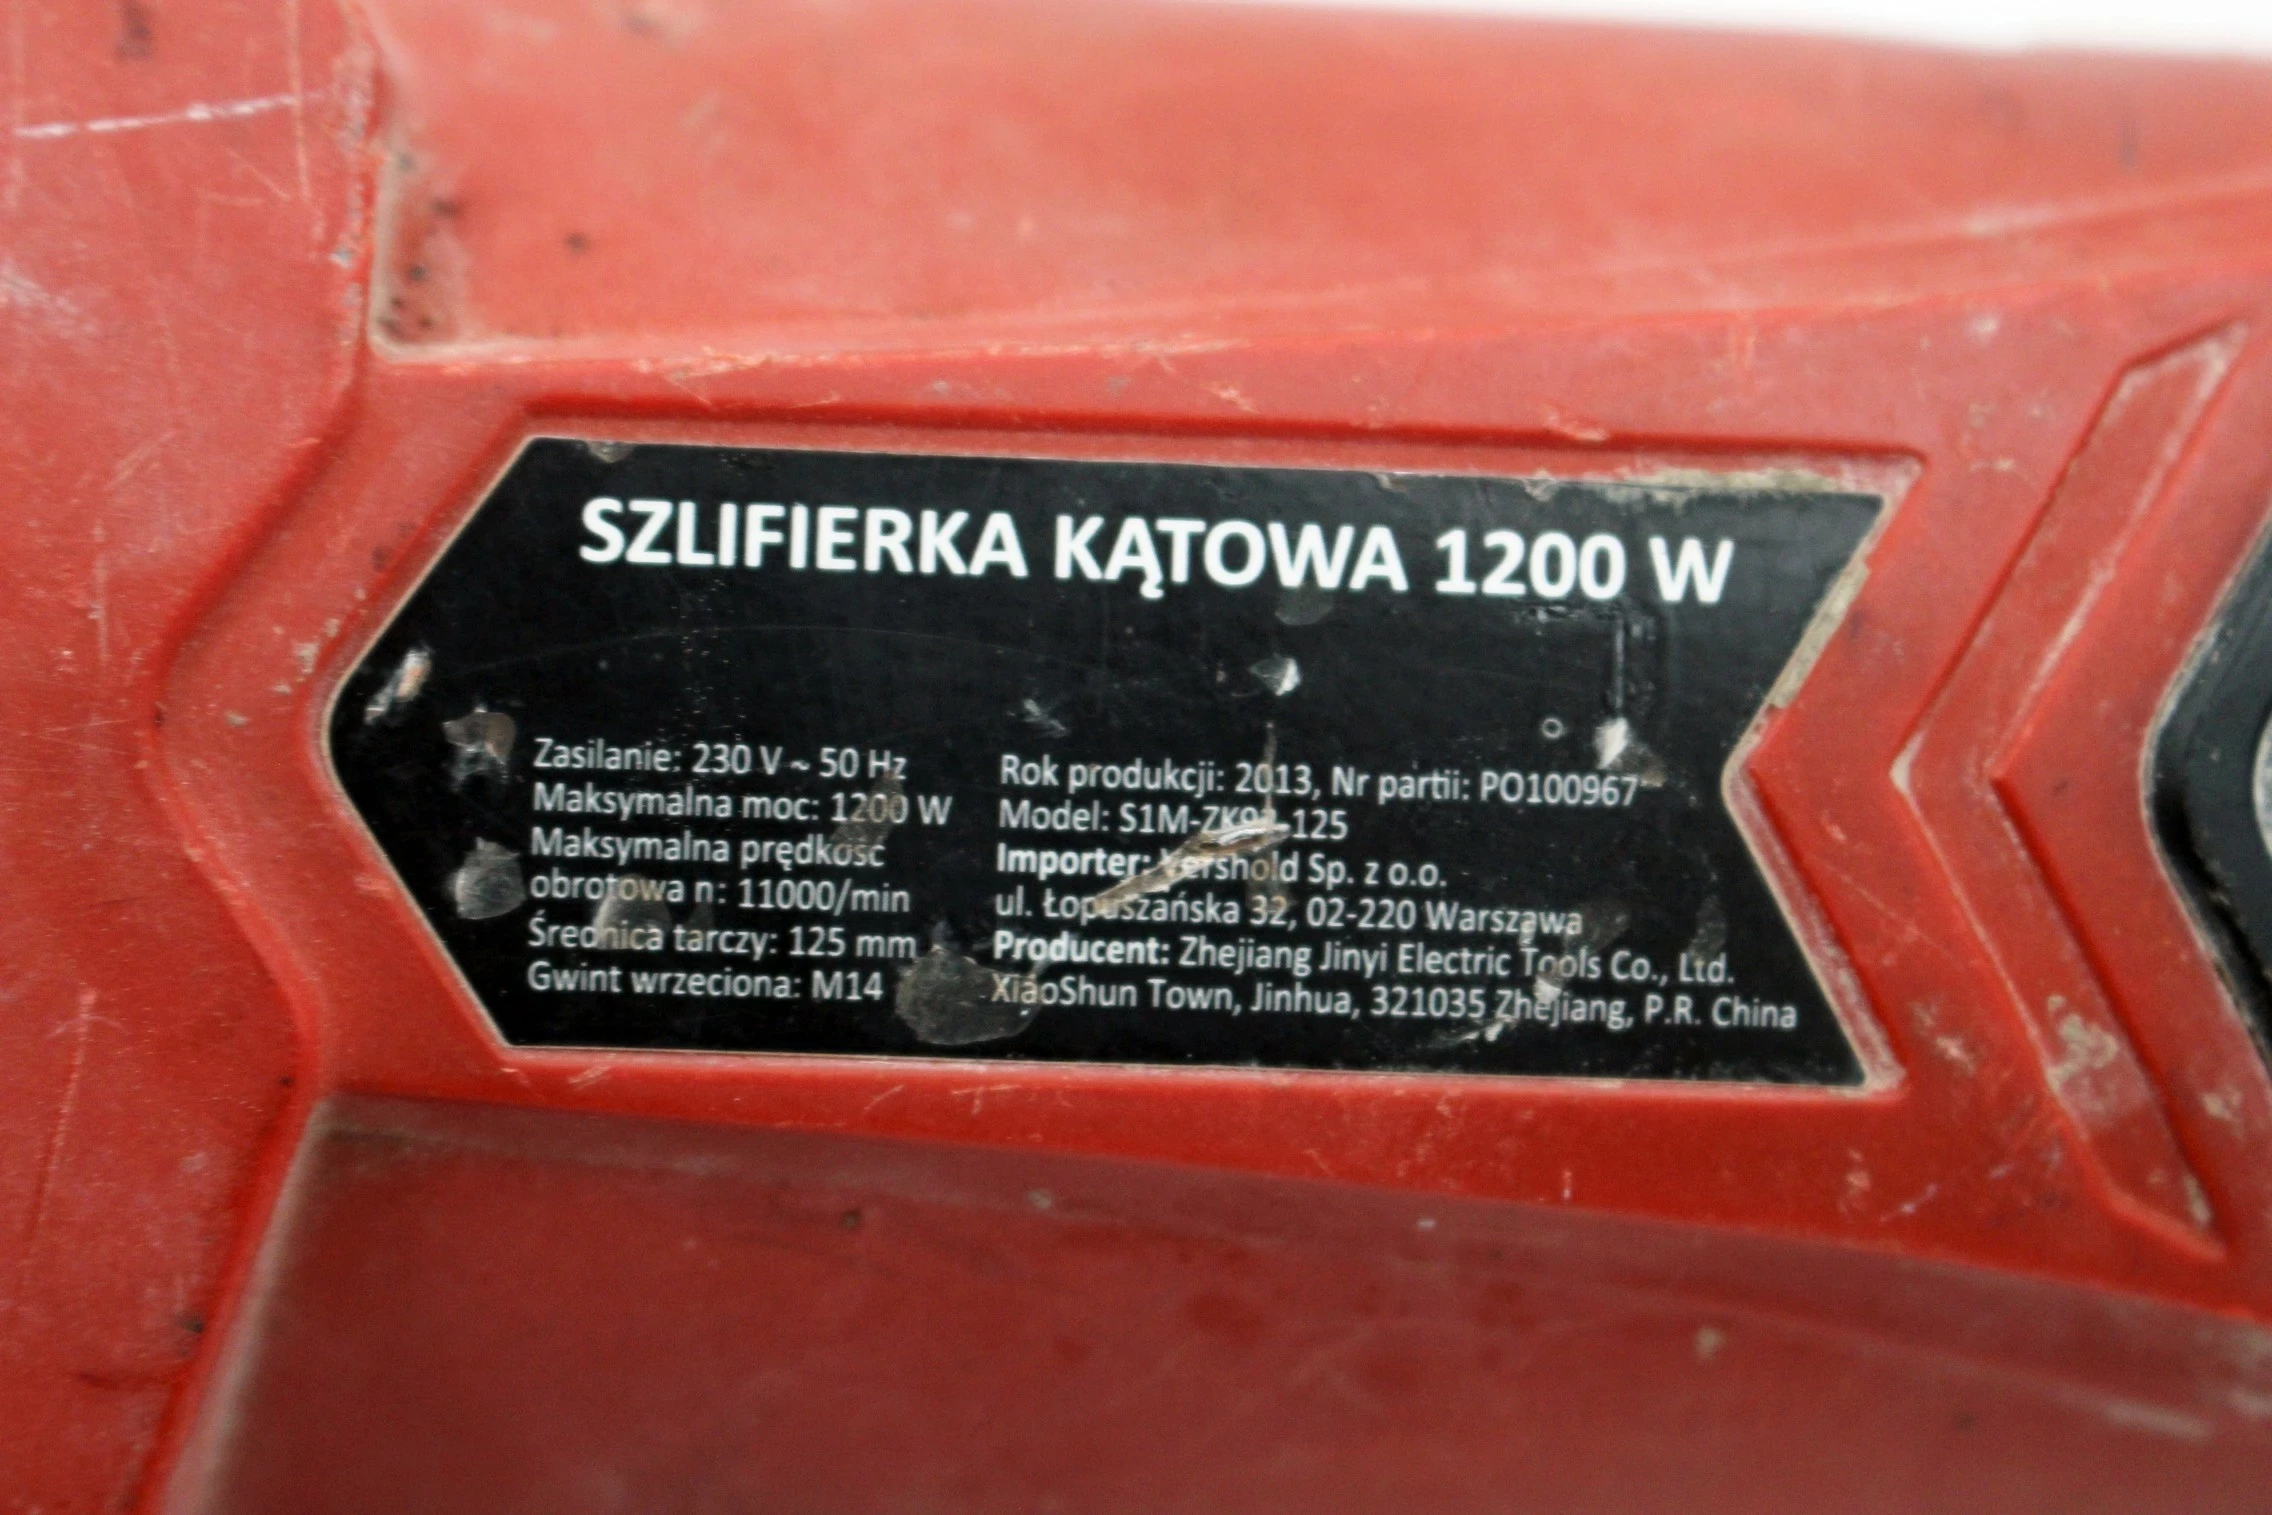 SZLIFIERKA KĄTOWA 1200 W
Zasilanie: 230 V ~ 50 Hz
Maksymalna moc: 1200 W
Maksymalna prędkość
obrotowa n: 11000/min
Średnica tarczy: 125 mm
Gwint wrzeciona: M14
Rok produkcji: 2013, Nr partii: PO100967
Model:
Importer: Vershold Sp. z o.o.
ul. Łopuszańska 32, 02-220 Warszawa
Producent: Zhejiang Jinyi Electric Tools Co., Ltd.
XiaoShun Town, Jinhua, 321035 Zhejiang, P.R. China